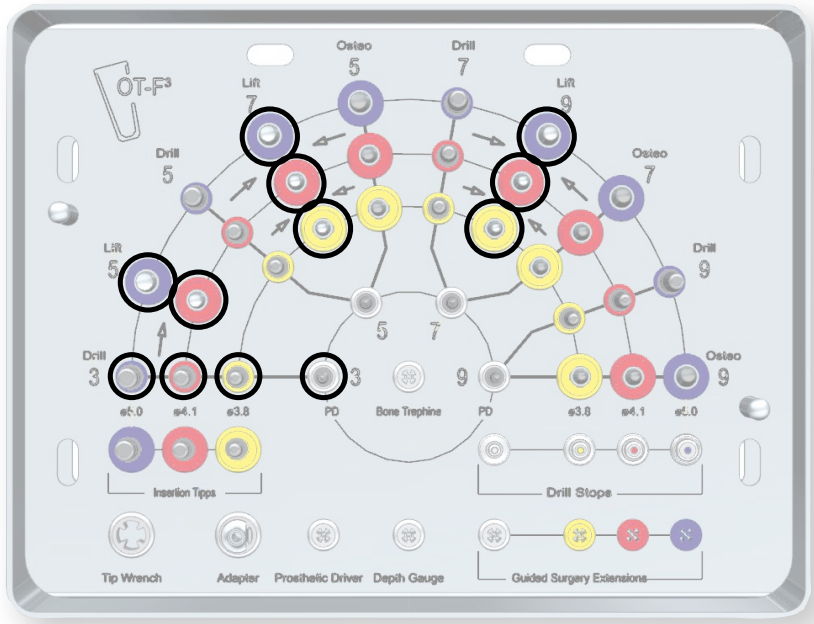 Osteo
5
Drill
7
OT-F³
Lift
7
Lift
9
Drill
5
Osteo
7
Lift
5
Drill
9
5
7
Drill
3
3
9
Osteo
9
ø5.0
ø4.1
ø3.8
PD
Bone Trephine
PD
ø3.8
ø4.1
ø5.0
Insertion Tipps
Drill Stops
Tip Wrench
Adapter
Prosthetic Driver
Depth Gauge
Guided Surgery Extensions